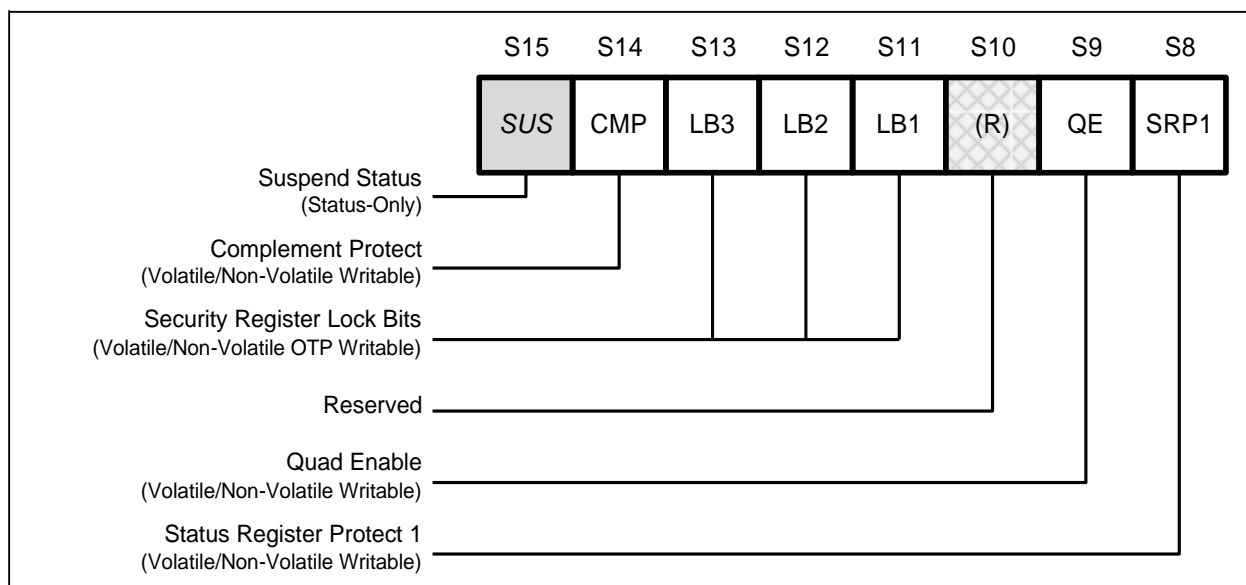 S15 S14 S13 S12 S11 S10 S9 S8
SUS CMP LB3 LB2 LB1 (R) QE SRP1
Suspend Status
(Status-Only)
Complement Protect
(Volatile/Non-Volatile Writable)
Security Register Lock Bits
(Volatile/Non-Volatile OTP Writable)
Reserved
Quad Enable
(Volatile/Non-Volatile Writable)
Status Register Protect 1
(Volatile/Non-Volatile Writable)